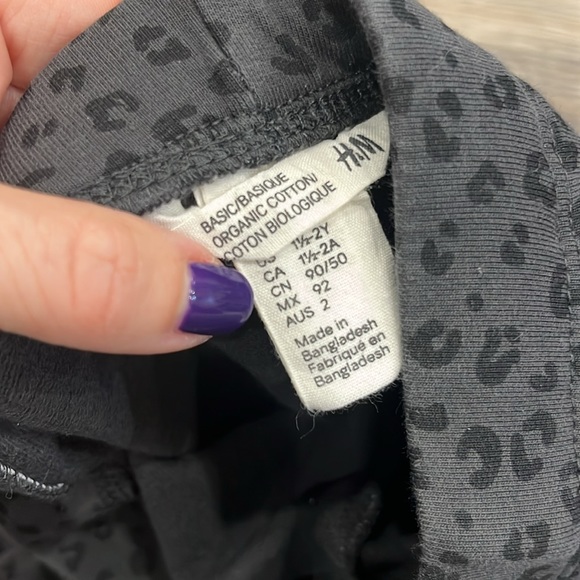 H&M
BASIC/BASIQUE
ORGANIC COTTON/
COTON BIOLOGIQUE
US 1½-2Y
CA 1½-2A
CN 90/50
MX 92
AUS 2
Made in
Bangladesh
Fabriqué en
Bangladesh